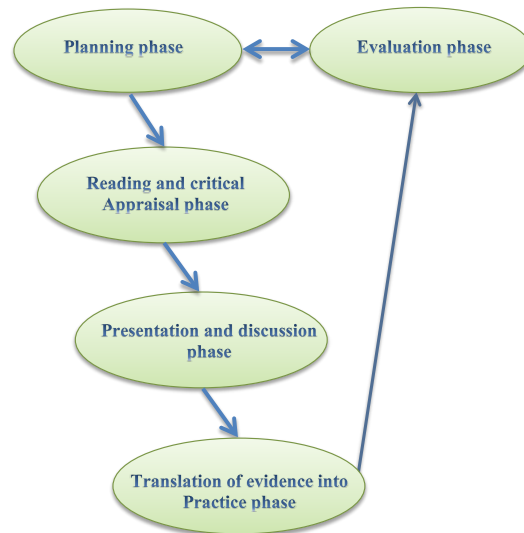 Planning phase
Evaluation phase
Reading and critical
Appraisal phase
Presentation and discussion
phase
Translation of evidence into
Practice phase